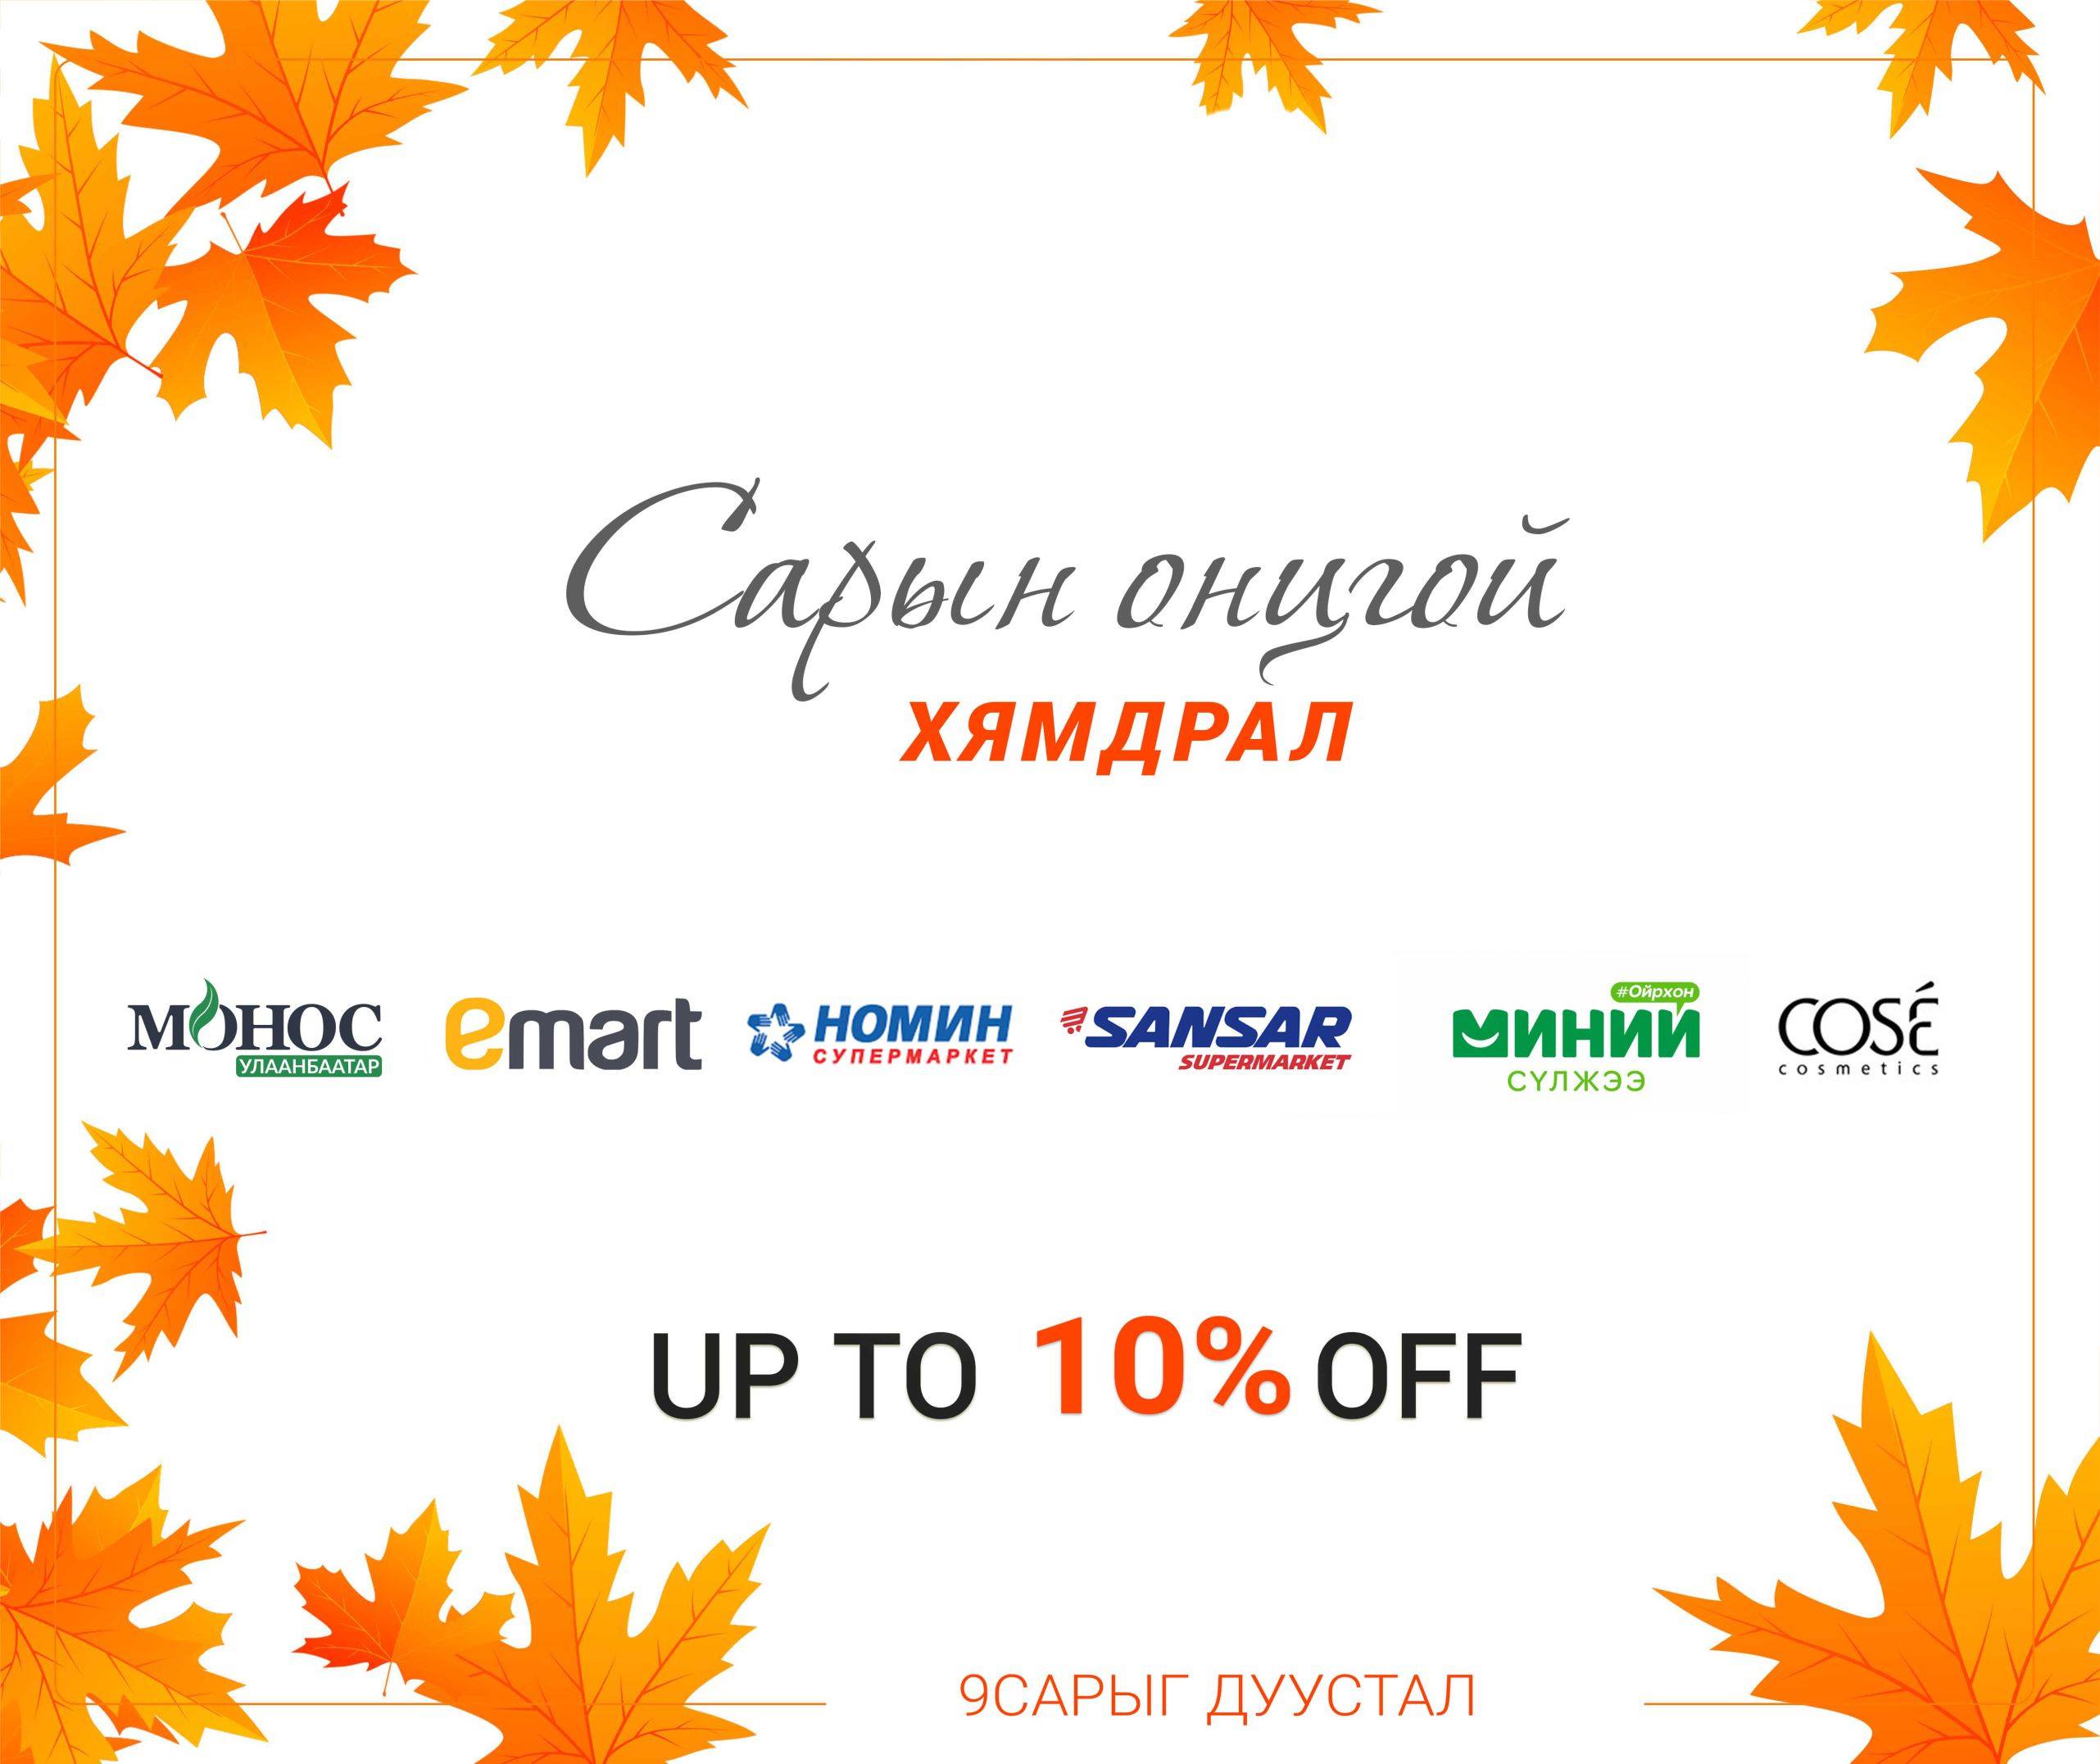 Сарын онцгой
ХЯМДРАЛ
МОНОС
УЛААНБААТАР
emart
НОМИН
СУПЕРМАРКЕТ
SANSAR
SUPERMARKET
#Ойрхон
МИНИЙ
СҮЛЖЭЭ
COSÉ
cosmetics
UP TO 10% OFF
9САРЫГ ДУУСТАЛ